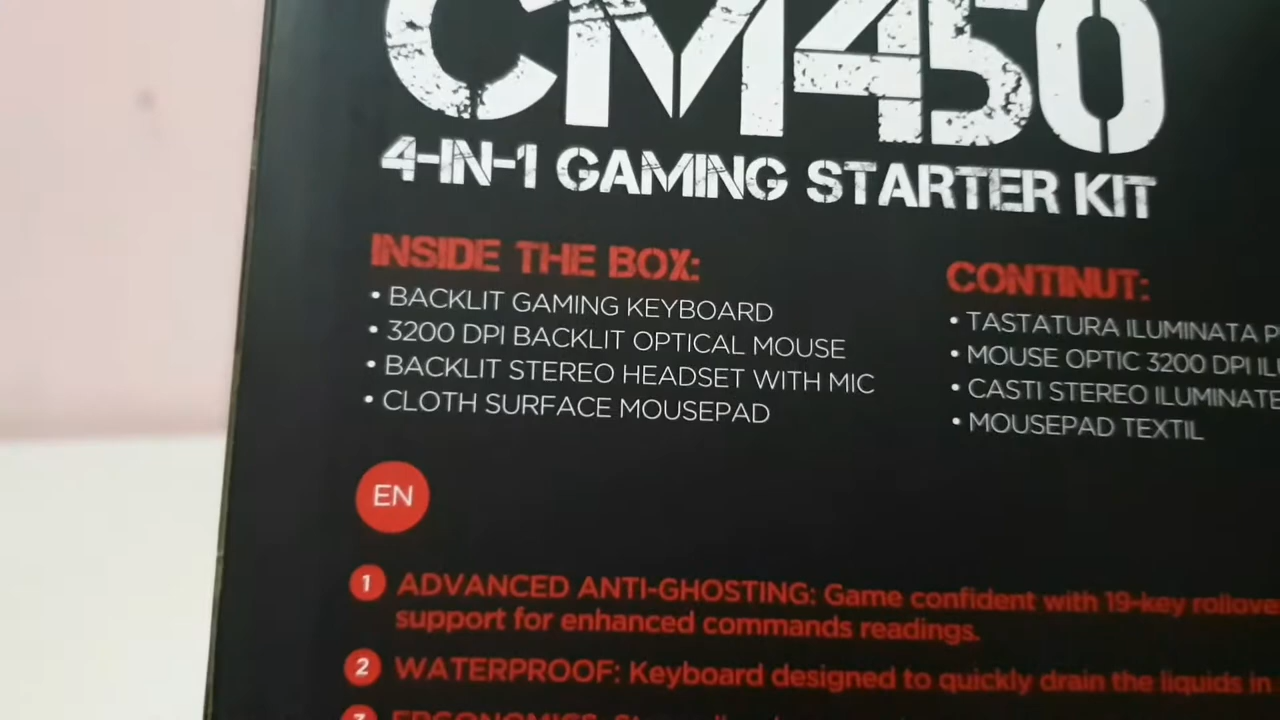 CM450
4-IN-1 GAMING STARTER KIT
INSIDE THE BOX:
• BACKLIT GAMING KEYBOARD
• 3200 DPI BACKLIT OPTICAL MOUSE
• BACKLIT STEREO HEADSET WITH MIC
• CLOTH SURFACE MOUSEPAD
CONTINUT:
• TASTATURA ILUMINATA
• MOUSE OPTIC 3200 DPI
• CASTI STEREO ILUMINATE
• MOUSEPAD TEXTIL
EN
1 ADVANCED ANTI-GHOSTING: Game confident with 19-key rollover
support for enhanced commands readings.
2 WATERPROOF: Keyboard designed to quickly drain the liquids in
3 ERGONOMICS: